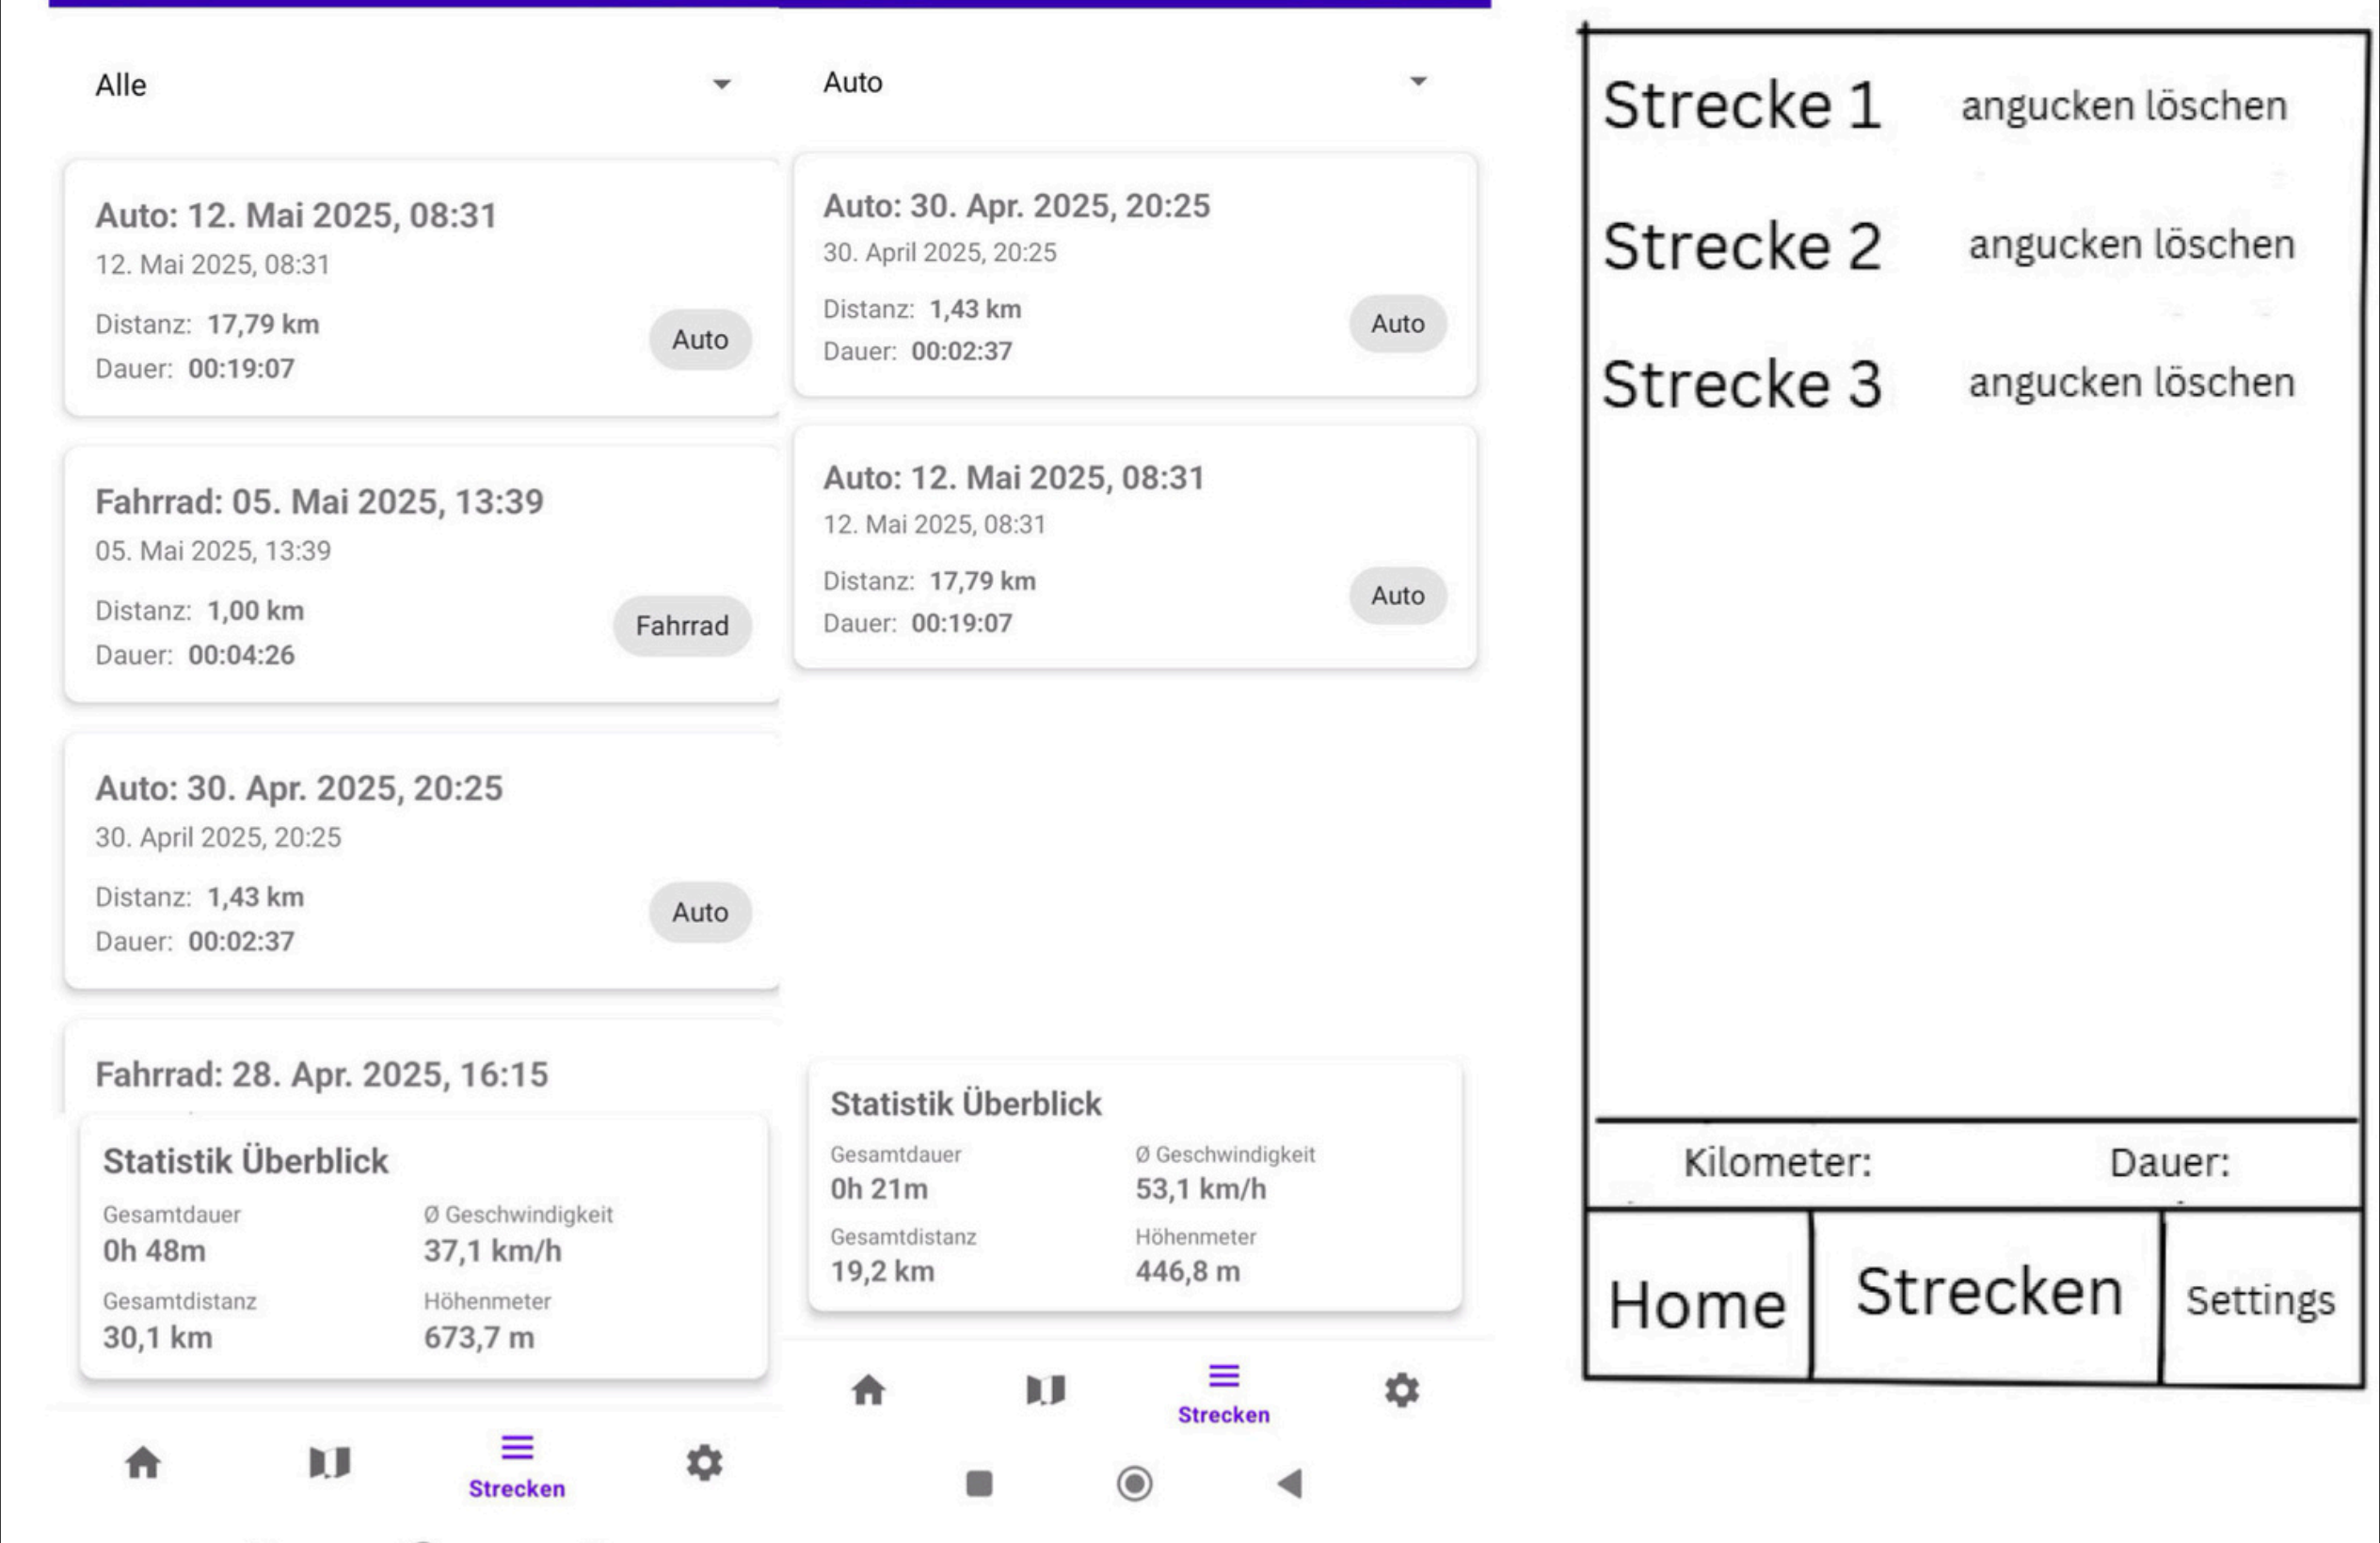 Alle
Auto: 12. Mai 2025, 08:31
12. Mai 2025, 08:31
Distanz: 17,79 km
Dauer: 00:19:07
Auto
Fahrrad: 05. Mai 2025, 13:39
05. Mai 2025, 13:39
Distanz: 1,00 km
Dauer: 00:04:26
Fahrrad
Auto: 30. Apr. 2025, 20:25
30. April 2025, 20:25
Distanz: 1,43 km
Dauer: 00:02:37
Auto
Fahrrad: 28. Apr. 2025, 16:15
Statistik Überblick
Gesamtdauer
0h 48m
Ø Geschwindigkeit
37,1 km/h
Gesamtdistanz
30,1 km
Höhenmeter
673,7 m
Strecken
Auto
Auto: 30. Apr. 2025, 20:25
30. April 2025, 20:25
Distanz: 1,43 km
Dauer: 00:02:37
Auto
Auto: 12. Mai 2025, 08:31
12. Mai 2025, 08:31
Distanz: 17,79 km
Dauer: 00:19:07
Auto
Statistik Überblick
Gesamtdauer
0h 21m
Ø Geschwindigkeit
53,1 km/h
Gesamtdistanz
19,2 km
Höhenmeter
446,8 m
Strecken
Strecke 1 angucken löschen
Strecke 2 angucken löschen
Strecke 3 angucken löschen
Kilometer: Dauer:
Home Strecken Settings